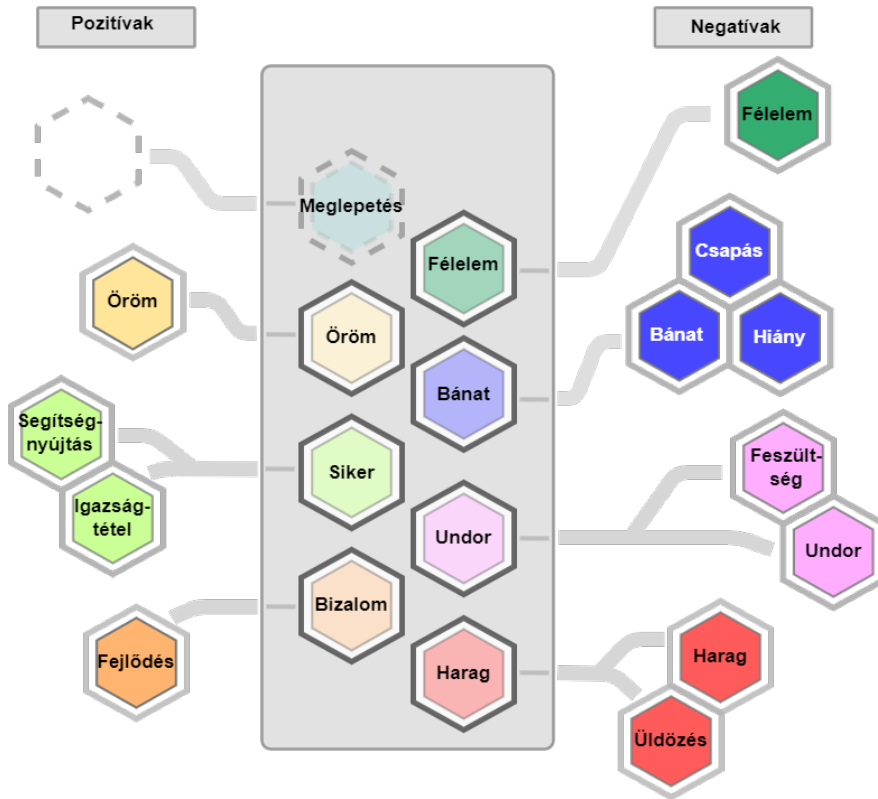 Pozitívak
Negatívak
Félelem
Meglepetés
Csapás
Félelem
Öröm
Öröm
Bánat
Hiány
Bánat
Segítség-
nyújtás
Siker
Feszült-
ség
Igazság-
tétel
Undor
Undor
Bizalom
Fejlődés
Harag
Harag
Üldözés